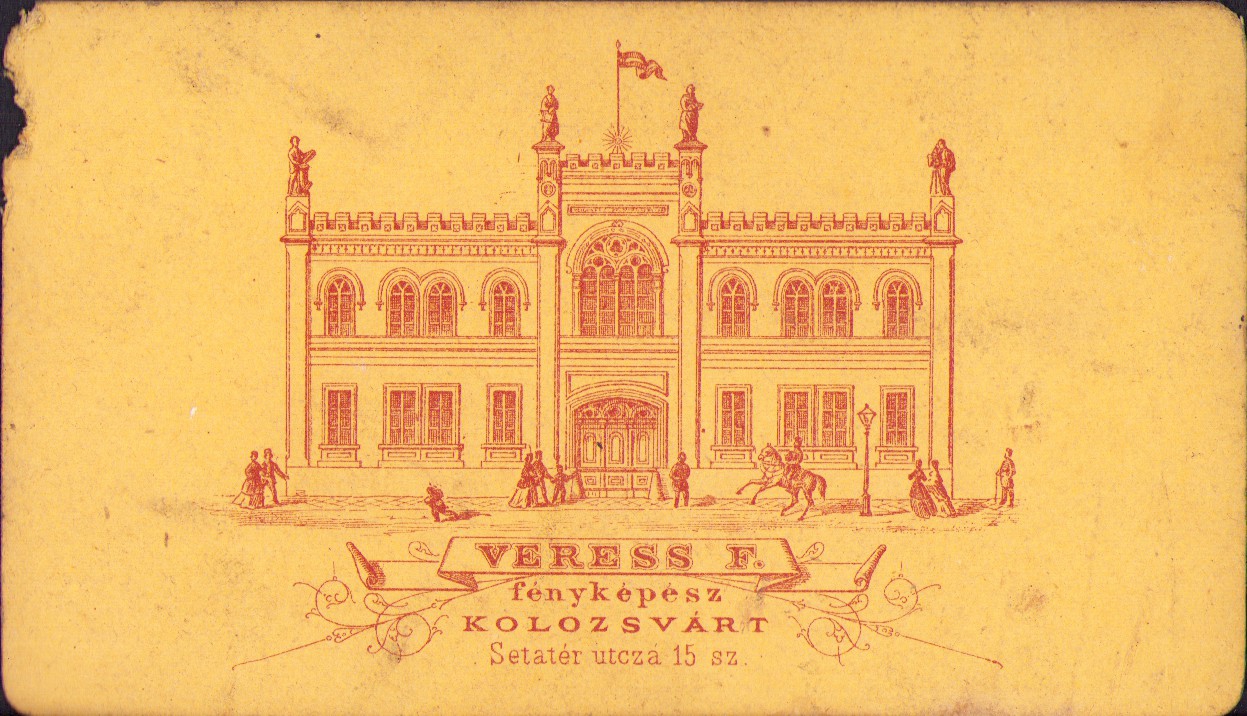 VERESS F.
fényképész
KOLOZSVÁRT
Setatér utczá 15 sz.